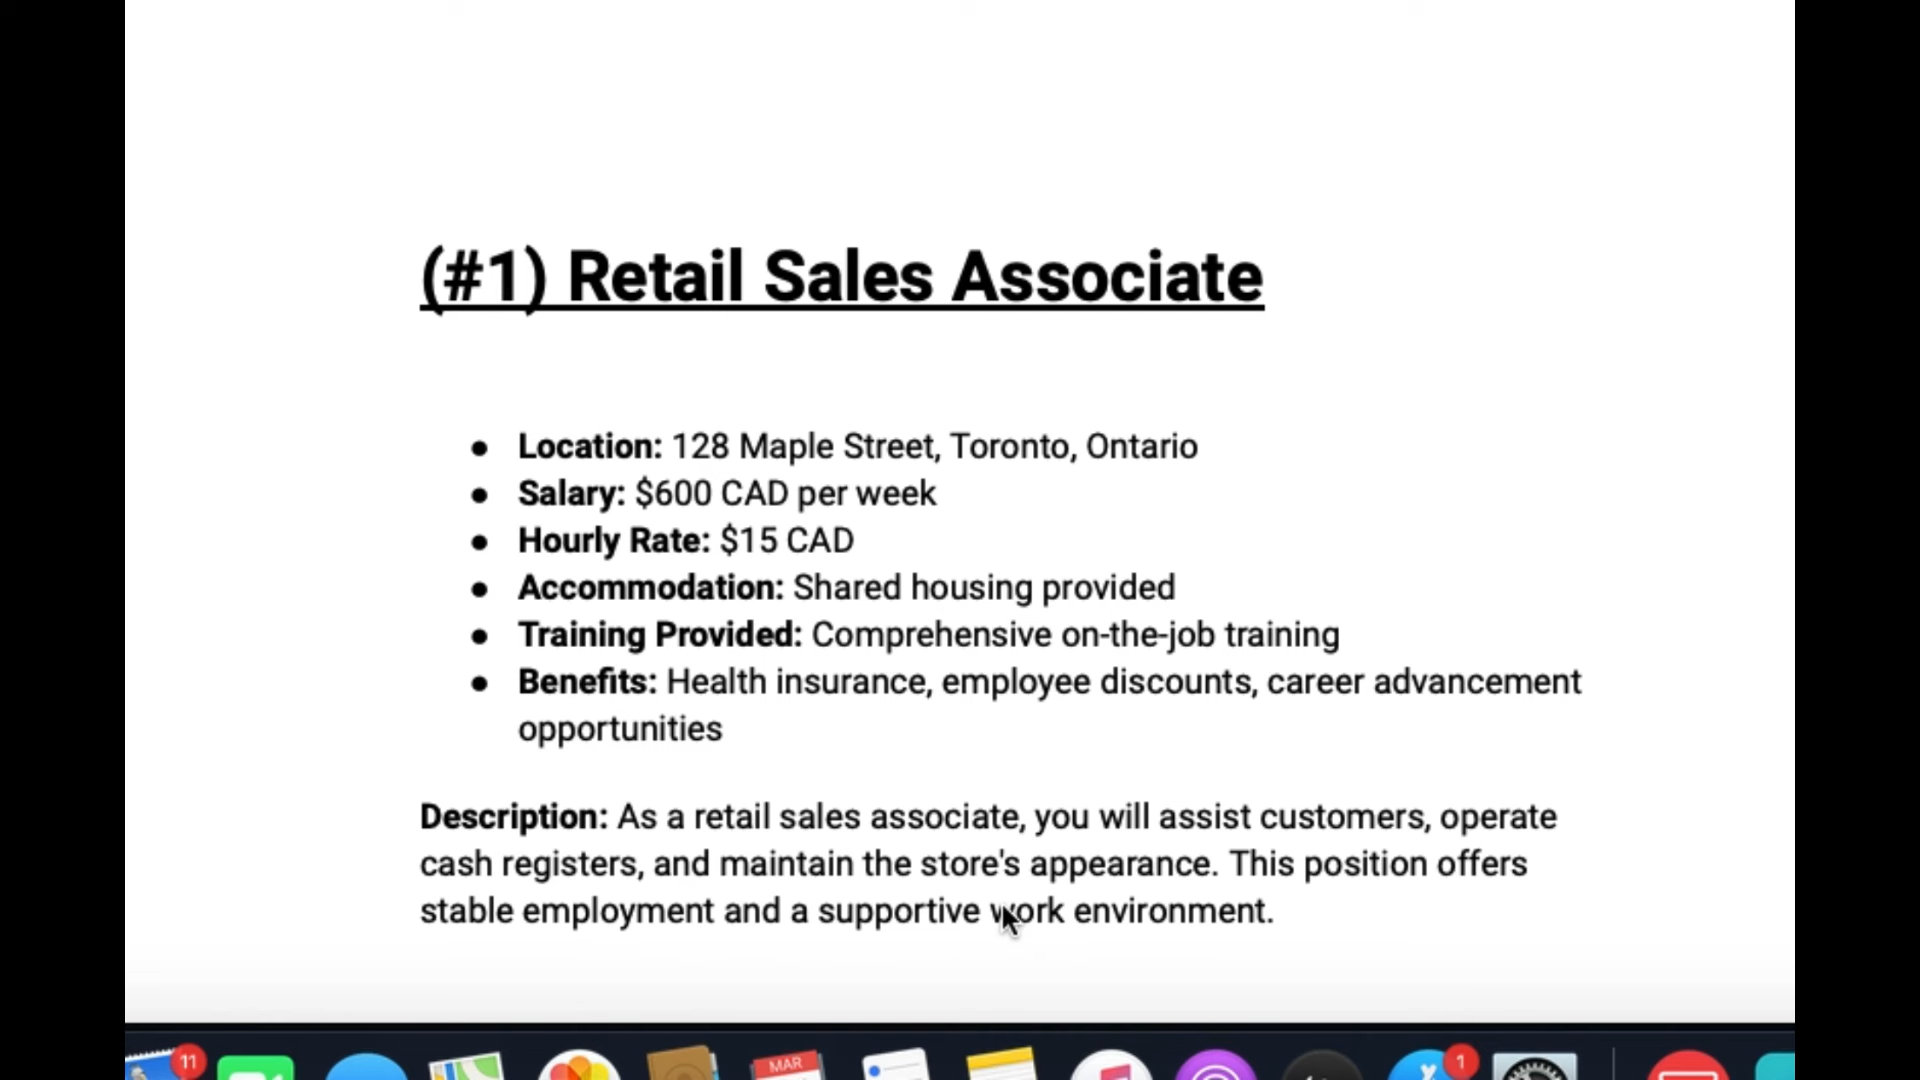 (#1) Retail Sales Associate
● Location: 128 Maple Street, Toronto, Ontario
● Salary: $600 CAD per week
● Hourly Rate: $15 CAD
● Accommodation: Shared housing provided
● Training Provided: Comprehensive on-the-job training
● Benefits: Health insurance, employee discounts, career advancement
opportunities
Description: As a retail sales associate, you will assist customers, operate
cash registers, and maintain the store's appearance. This position offers
stable employment and a supportive work environment.
11
MAR
1